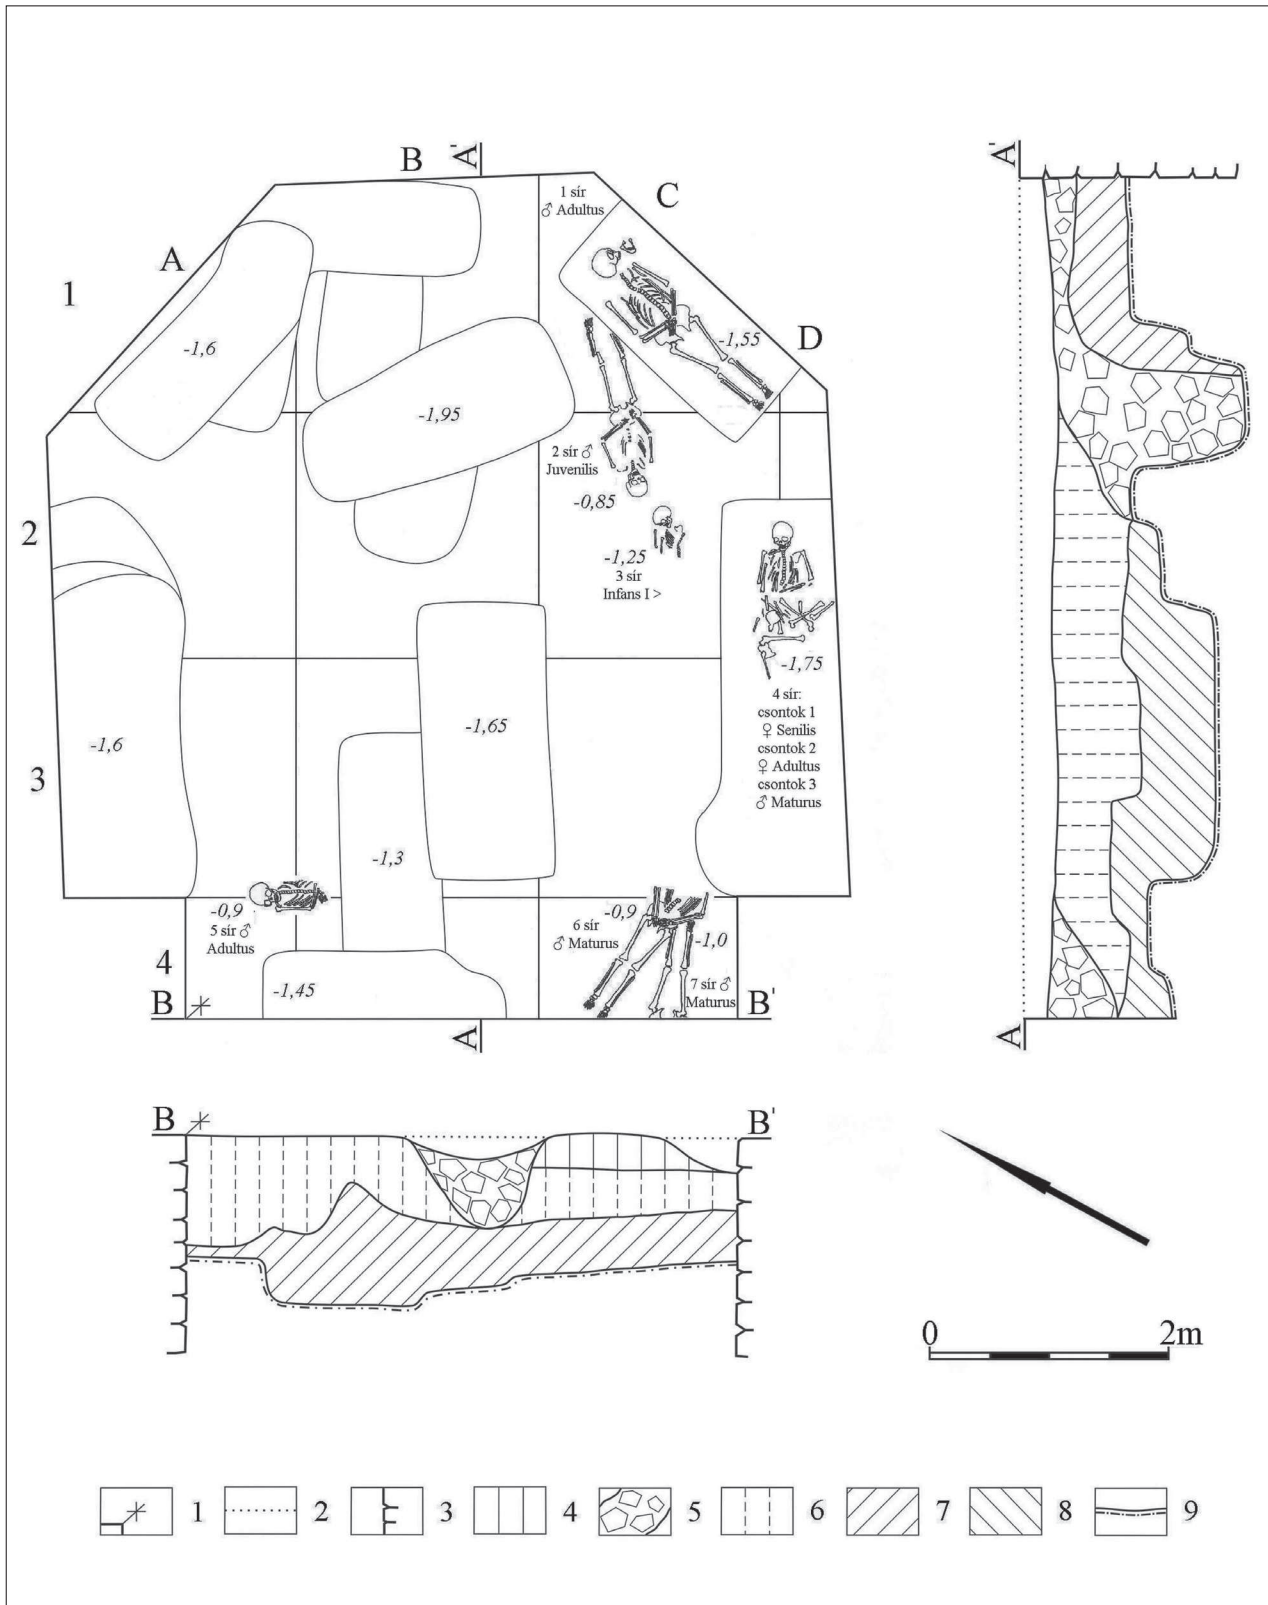 B
A'
1 sír
♂ Adultus
C
A
1
-1,6
-1,55
D
-1,95
2 sír ♂
Juvenilis
-0,85
2
-1,25
3 sír
Infans I >
-1,75
4 sír:
csontok 1
♀ Senilis
csontok 2
♀ Adultus
csontok 3
♂ Maturus
-1,65
-1,6
3
-1,3
-0,9
5 sír ♂
Adultus
-0,9
6 sír
♂ Maturus
-1,0
7 sír ♂
Maturus
4
-1,45
B
B'
A
A'
A
B
B'
0 2m
1 2 3 4 5 6 7 8 9